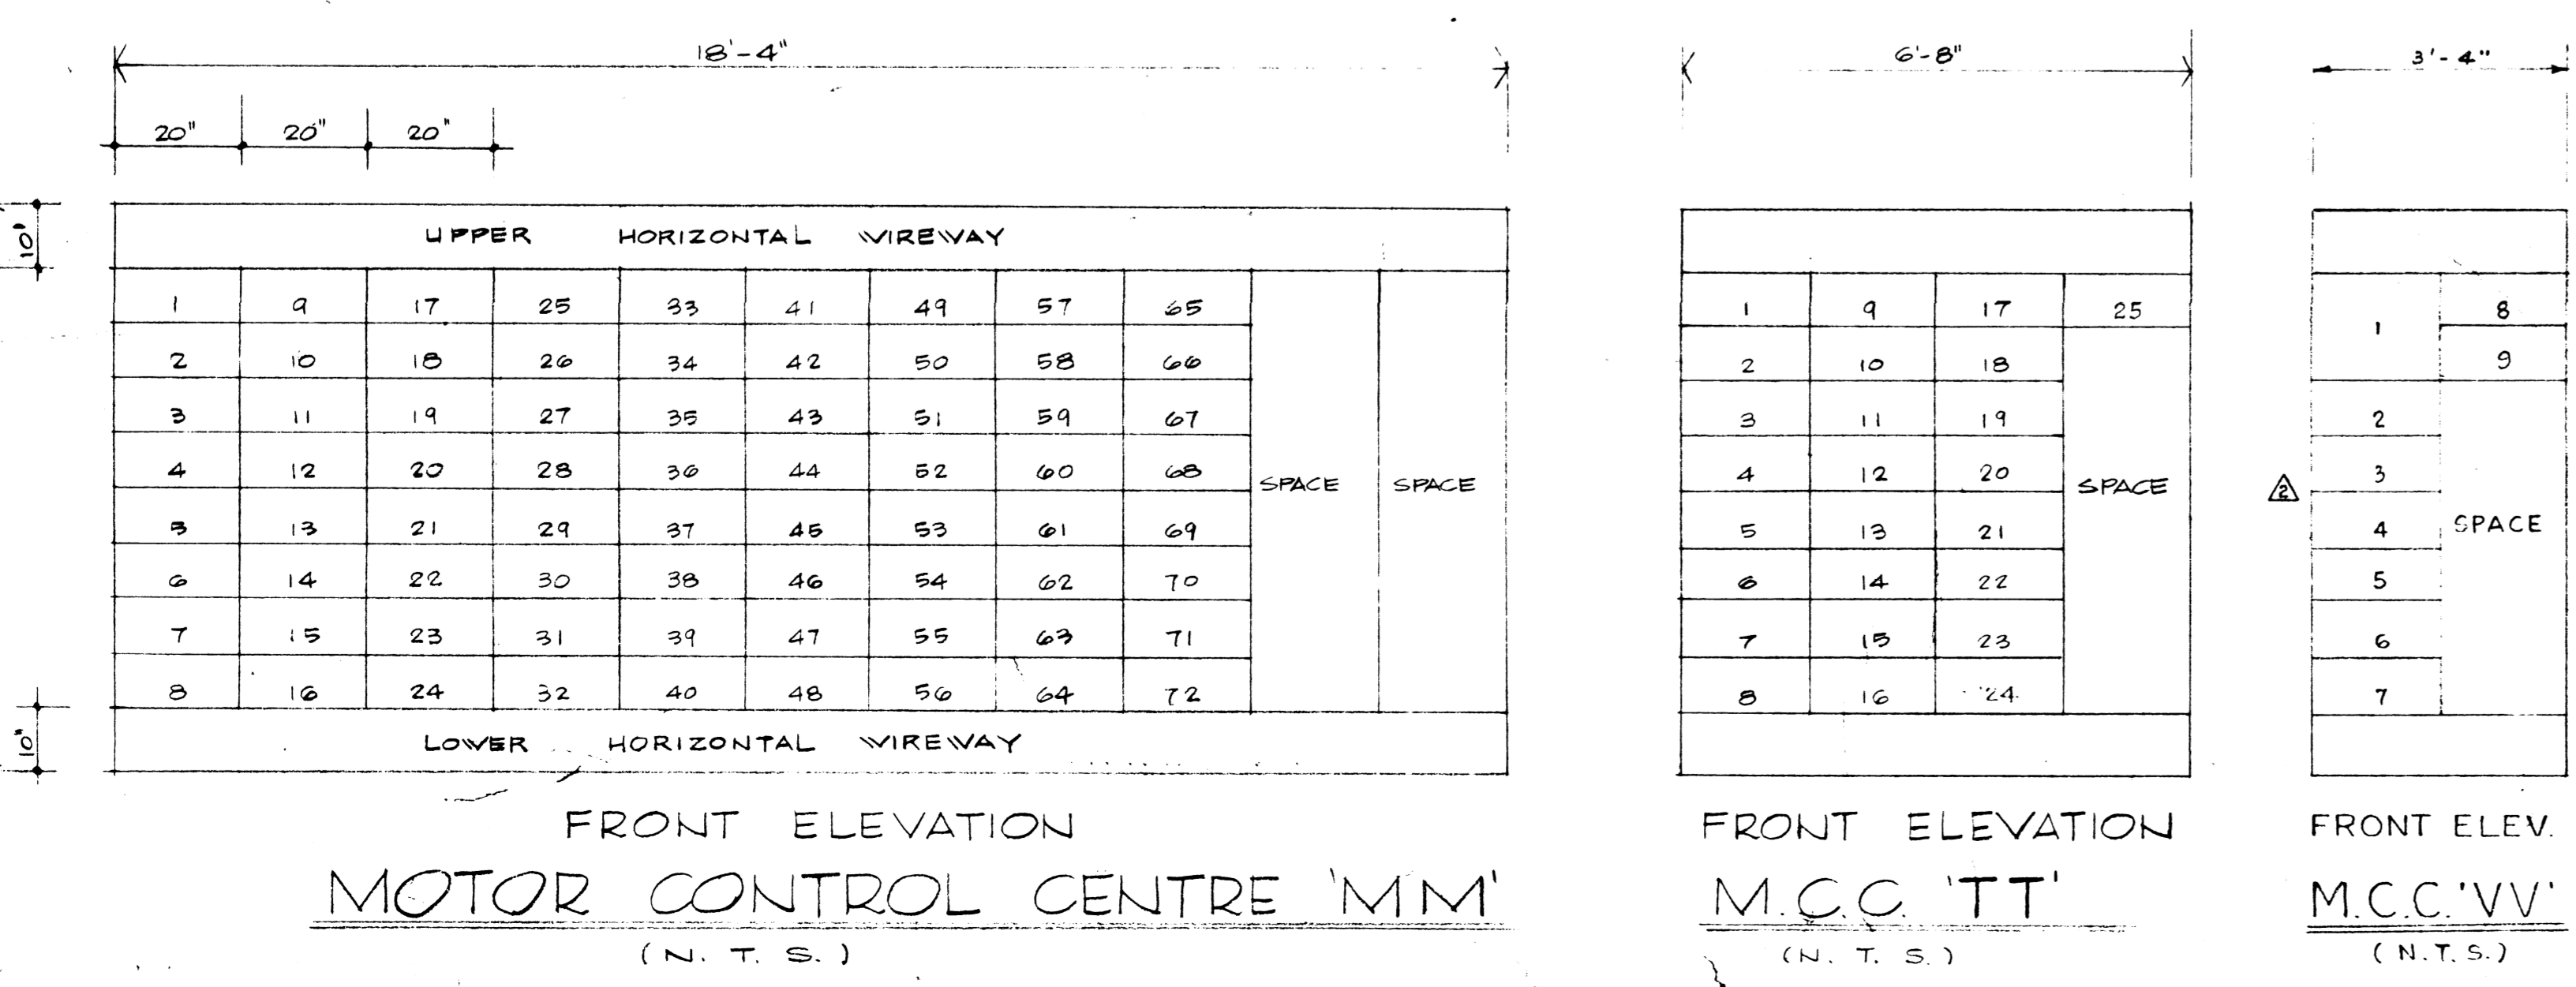 18'-4"
6'-8"
3'-4"
20" 20" 20"
10'
UPPER HORIZONTAL WIREWAY
1 9 17 25 33 41 49 57 65
2 10 18 26 34 42 50 58 66
3 11 19 27 35 43 51 59 67
4 12 20 28 36 44 52 60 68
SPACE SPACE
5 13 21 29 37 45 53 61 69
6 14 22 30 38 46 54 62 70
7 15 23 31 39 47 55 63 71
8 16 24 32 40 48 56 64 72
10"
LOWER HORIZONTAL WIREWAY
FRONT ELEVATION
MOTOR CONTROL CENTRE 'MM'
(N. T. S.)
1 9 17 25
2 10 18
3 11 19
4 12 20
SPACE
5 13 21
6 14 22
7 15 23
8 16 24
FRONT ELEVATION
M.C.C. 'TT'
(N. T. S.)
1 8
9
2
3
2
4
SPACE
5
6
7
FRONT ELEV.
M.C.C. 'VV'
(N.T.S.)